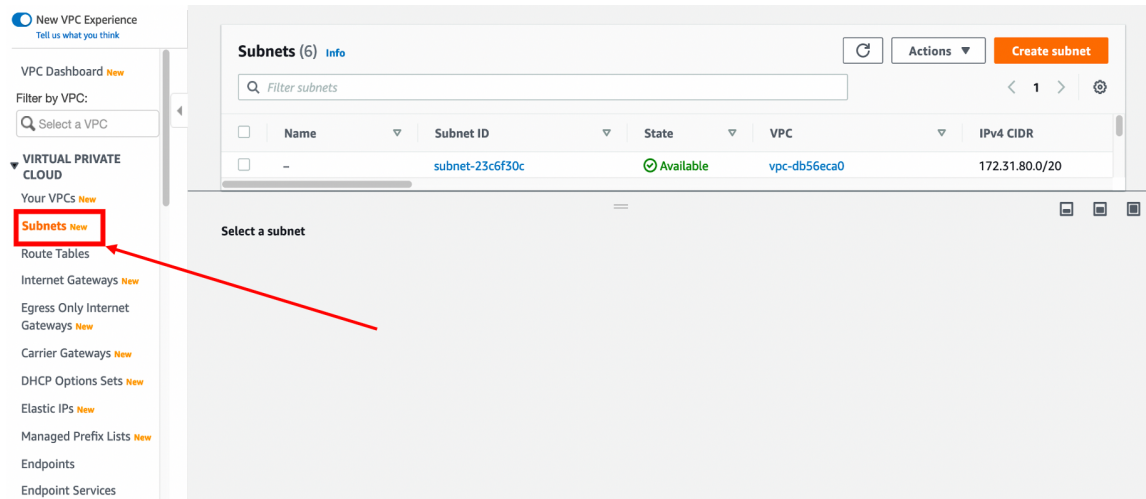 New VPC Experience
Tell us what you think
VPC Dashboard New
Filter by VPC:
Select a VPC
VIRTUAL PRIVATE
CLOUD
Your VPCs New
Subnets New
Route Tables
Internet Gateways New
Egress Only Internet
Gateways New
Carrier Gateways New
DHCP Options Sets New
Elastic IPs New
Managed Prefix Lists New
Endpoints
Endpoint Services
Subnets (6) Info
Actions
Create subnet
Filter subnets
1
Name Subnet ID State VPC IPv4 CIDR
– subnet-23c6f30c Available vpc-db56eca0 172.31.80.0/20
Select a subnet